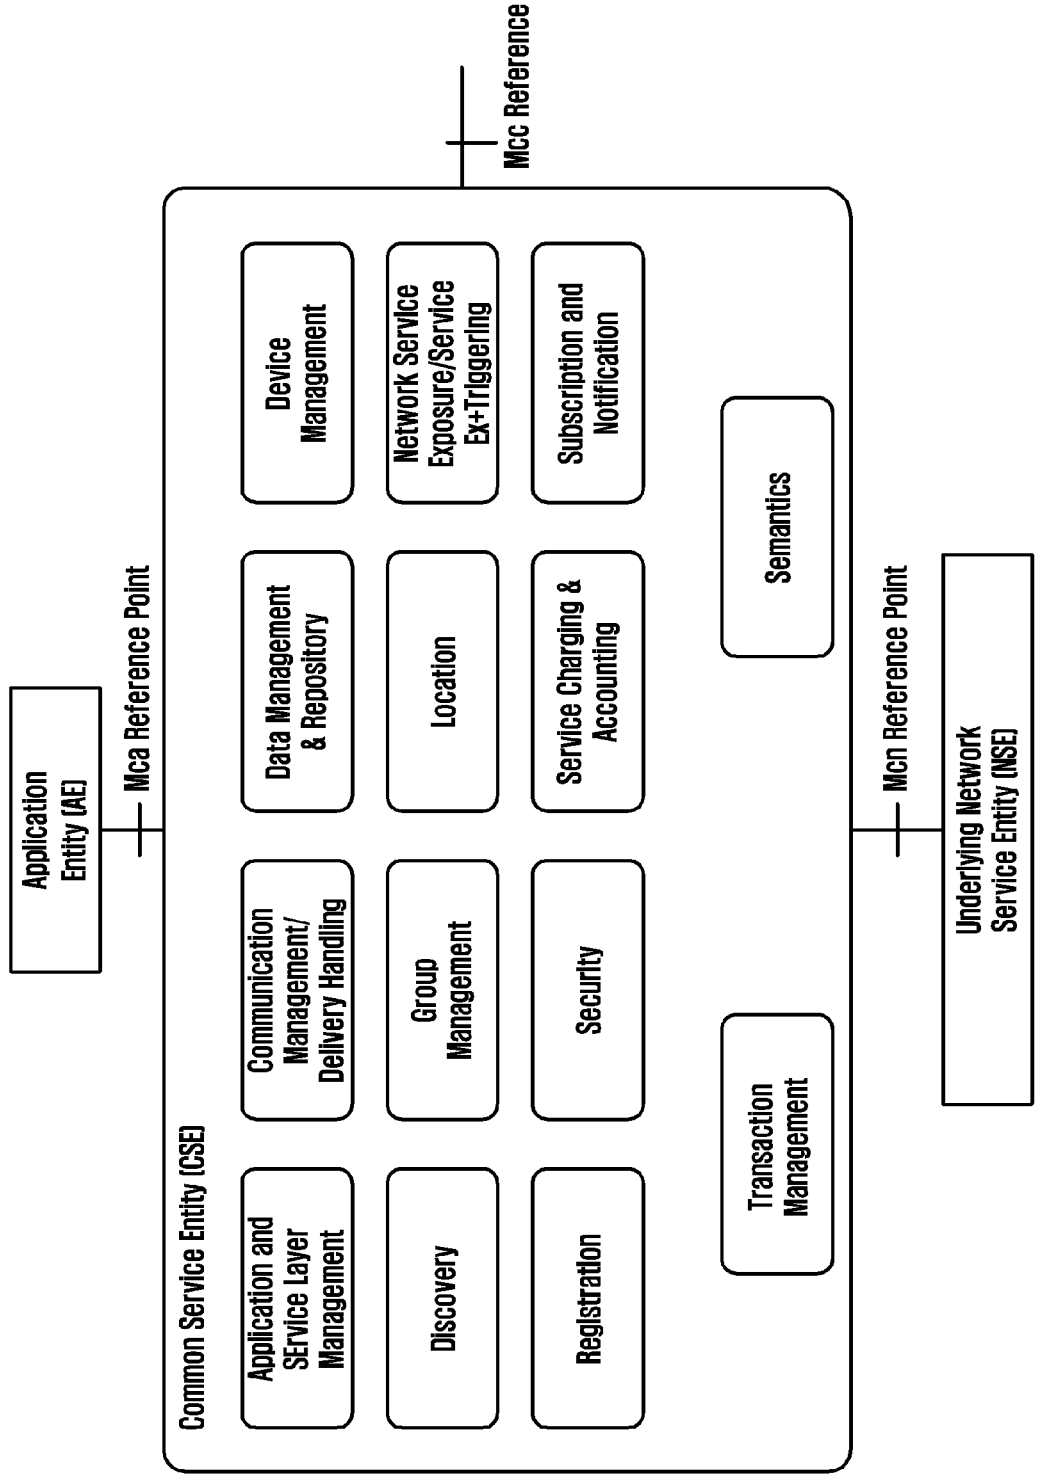 Application
Entity (AE)
Mca Reference Point
Common Service Entity (CSE)
Application and
SErvice Layer
Management
Communication
Management/
Delivery Handling
Data Management
& Repository
Device
Management
Discovery
Group
Management
Location
Network Service
Exposure/Service
Ex+Triggering
Registration
Security
Service Charging &
Accounting
Subscription and
Notification
Transaction
Management
Semantics
Mcc Reference
Mcn Reference Point
Underlying Network
Service Entity (NSE)